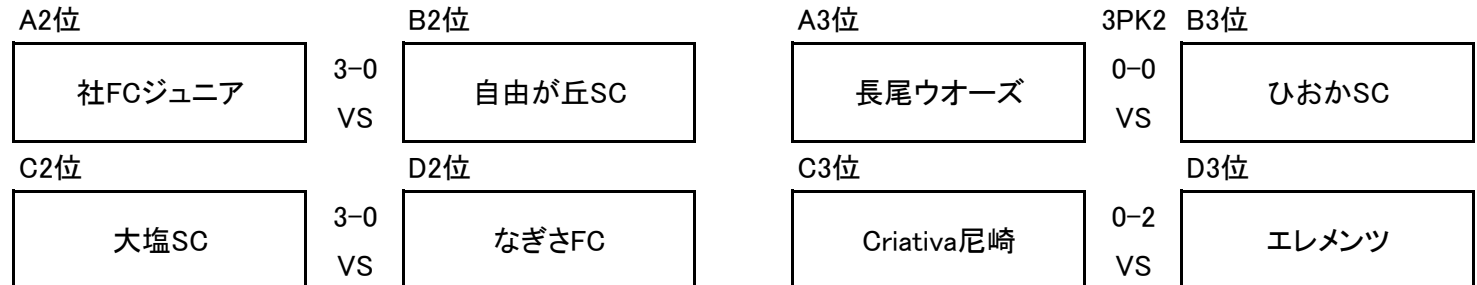 A2位 B2位 A3位 3PK2 B3位
社FCジュニア 3-0 VS 自由が丘SC 長尾ウオーズ 0-0 VS ひおかSC
C2位 D2位 C3位 D3位
大塩SC 3-0 VS なぎさFC Criativa尼崎 0-2 VS エレメンツ